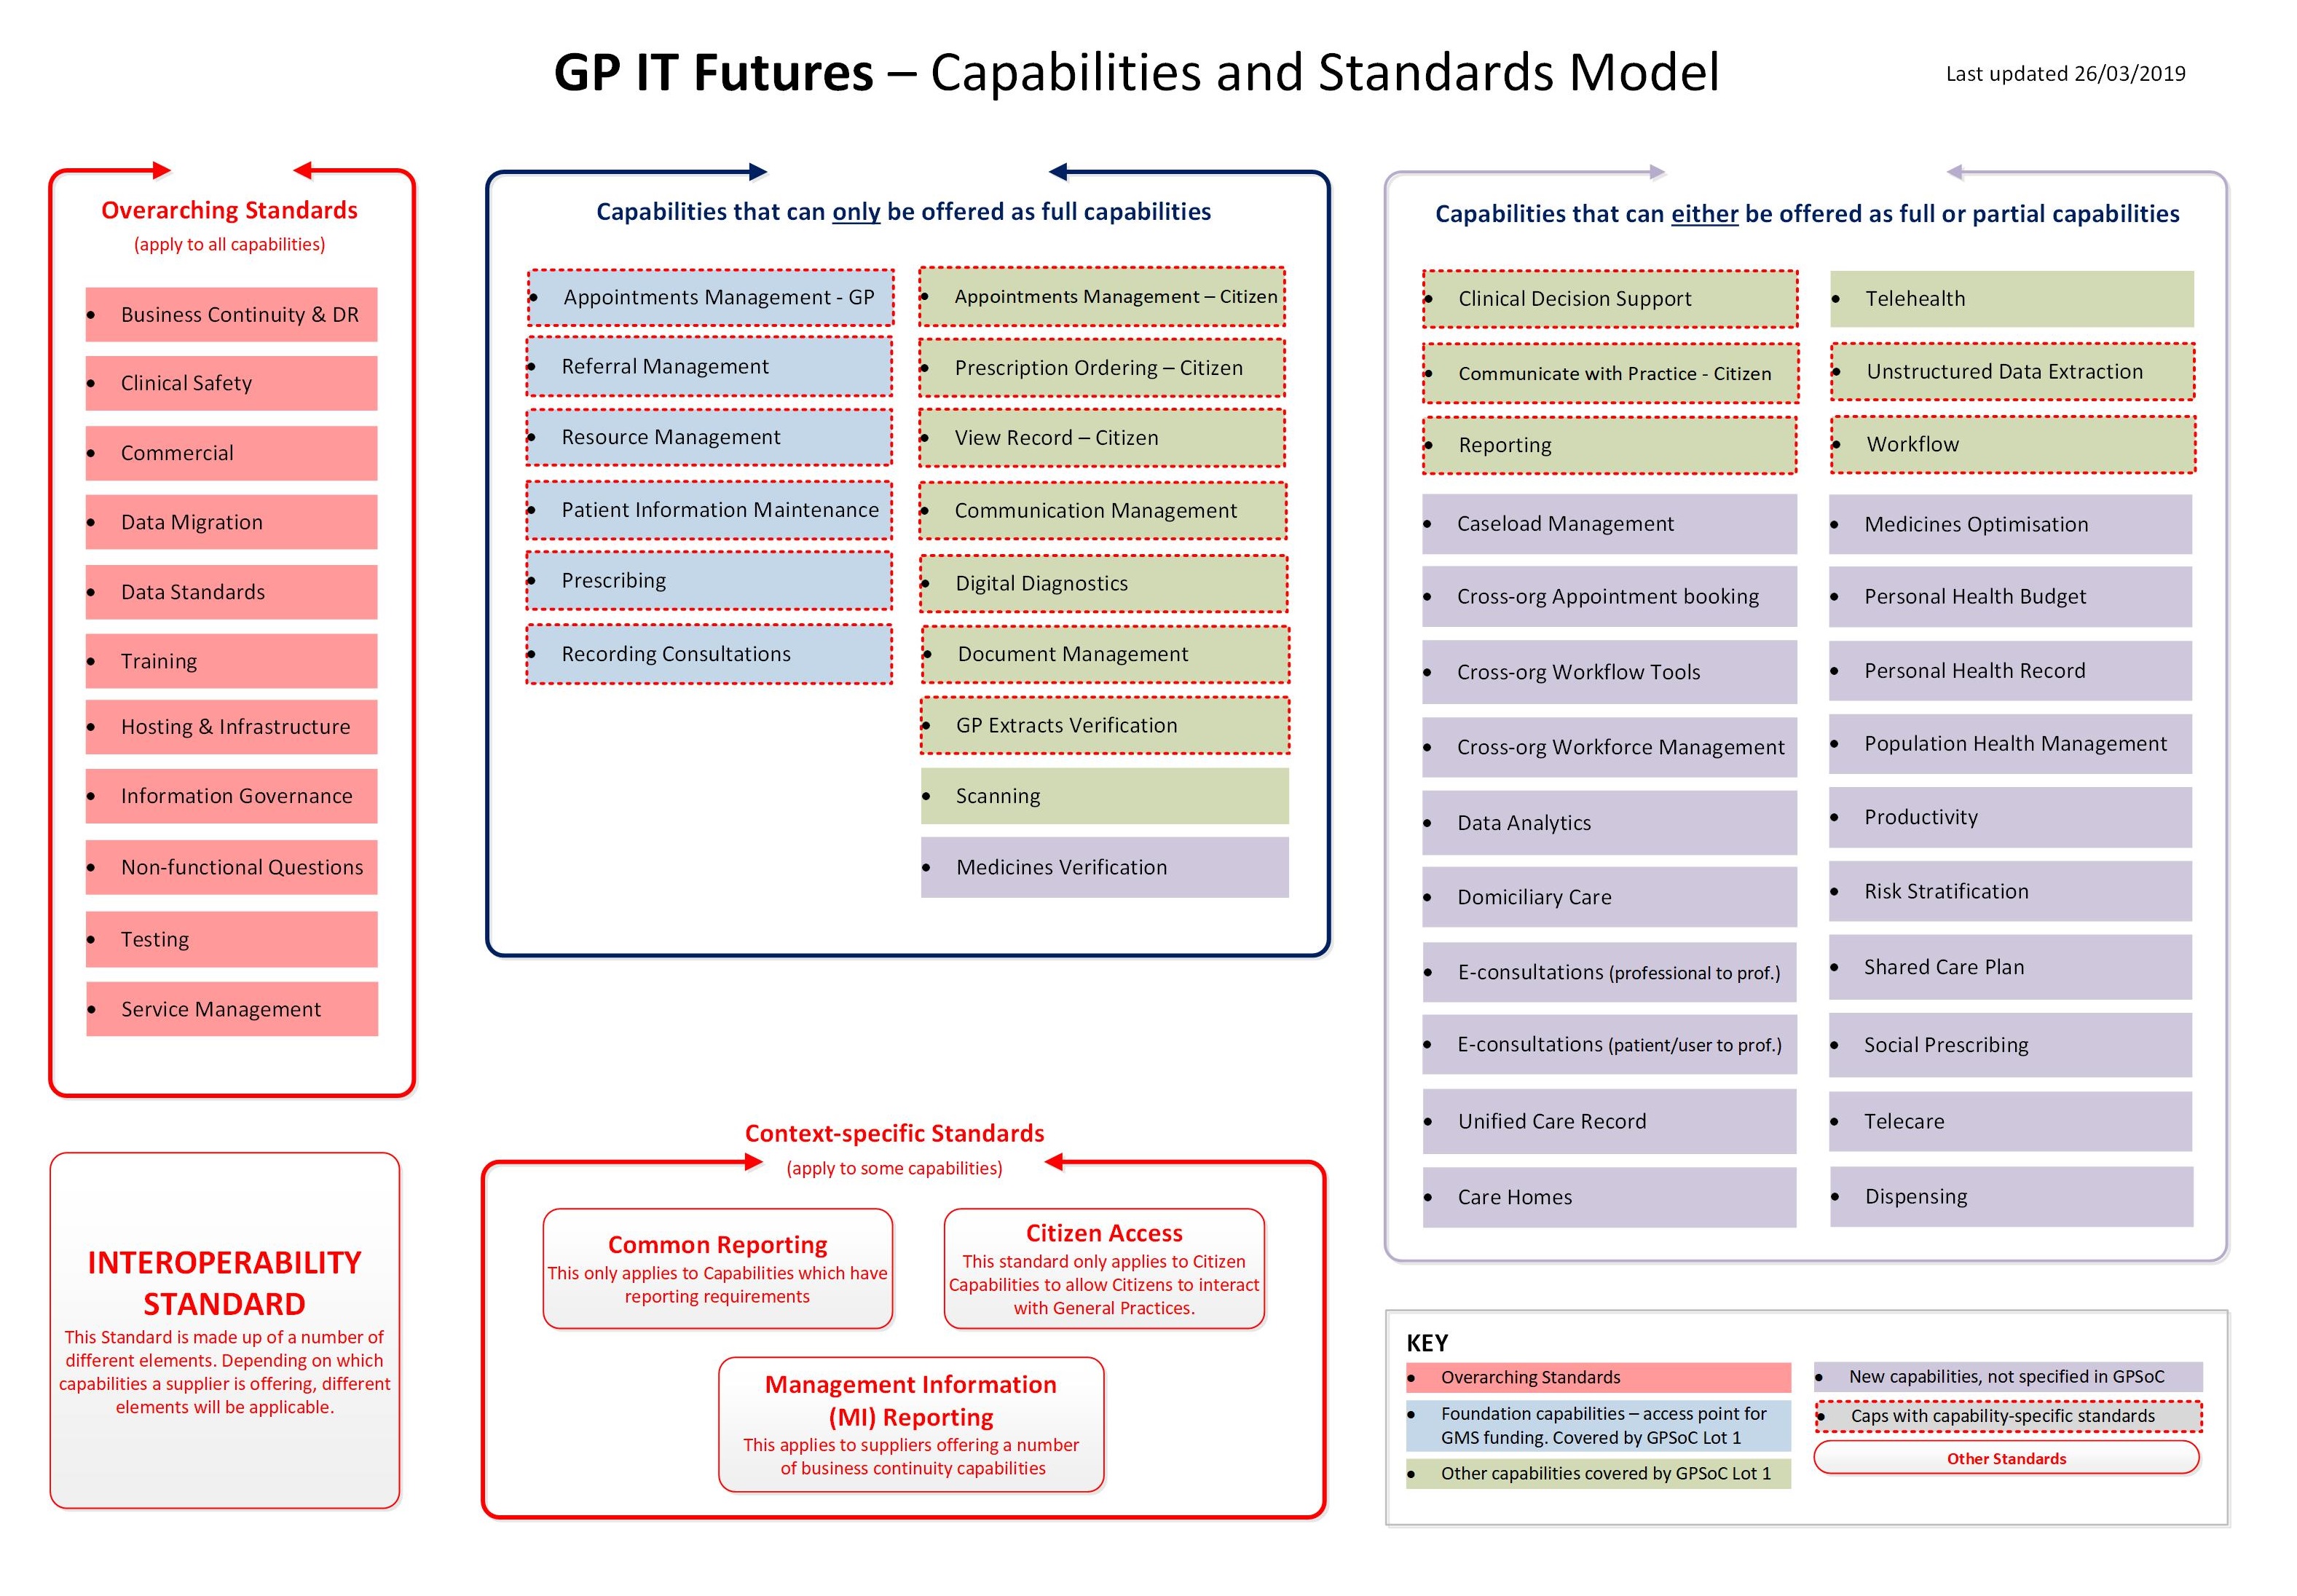 GP IT Futures – Capabilities and Standards Model
Last updated 26/03/2019
Overarching Standards
(apply to all capabilities)
• Business Continuity & DR
• Clinical Safety
• Commercial
• Data Migration
• Data Standards
• Training
• Hosting & Infrastructure
• Information Governance
• Non-functional Questions
• Testing
• Service Management
INTEROPERABILITY
STANDARD
This Standard is made up of a number of
different elements. Depending on which
capabilities a supplier is offering, different
elements will be applicable.
Capabilities that can only be offered as full capabilities
• Appointments Management - GP
• Referral Management
• Resource Management
• Patient Information Maintenance
• Prescribing
• Recording Consultations
• Appointments Management – Citizen
• Prescription Ordering – Citizen
• View Record – Citizen
• Communication Management
• Digital Diagnostics
• Document Management
• GP Extracts Verification
• Scanning
• Medicines Verification
Context-specific Standards
(apply to some capabilities)
Common Reporting
This only applies to Capabilities which have
reporting requirements
Citizen Access
This standard only applies to Citizen
Capabilities to allow Citizens to interact
with General Practices.
Management Information
(MI) Reporting
This applies to suppliers offering a number
of business continuity capabilities
Capabilities that can either be offered as full or partial capabilities
• Clinical Decision Support
• Communicate with Practice - Citizen
• Reporting
• Caseload Management
• Cross-org Appointment booking
• Cross-org Workflow Tools
• Cross-org Workforce Management
• Data Analytics
• Domiciliary Care
• E-consultations (professional to prof.)
• E-consultations (patient/user to prof.)
• Unified Care Record
• Care Homes
• Telehealth
• Unstructured Data Extraction
• Workflow
• Medicines Optimisation
• Personal Health Budget
• Personal Health Record
• Population Health Management
• Productivity
• Risk Stratification
• Shared Care Plan
• Social Prescribing
• Telecare
• Dispensing
KEY
• Overarching Standards
• Foundation capabilities – access point for
GMS funding. Covered by GPSoC Lot 1
• Other capabilities covered by GPSoC Lot 1
• New capabilities, not specified in GPSoC
• Caps with capability-specific standards
Other Standards